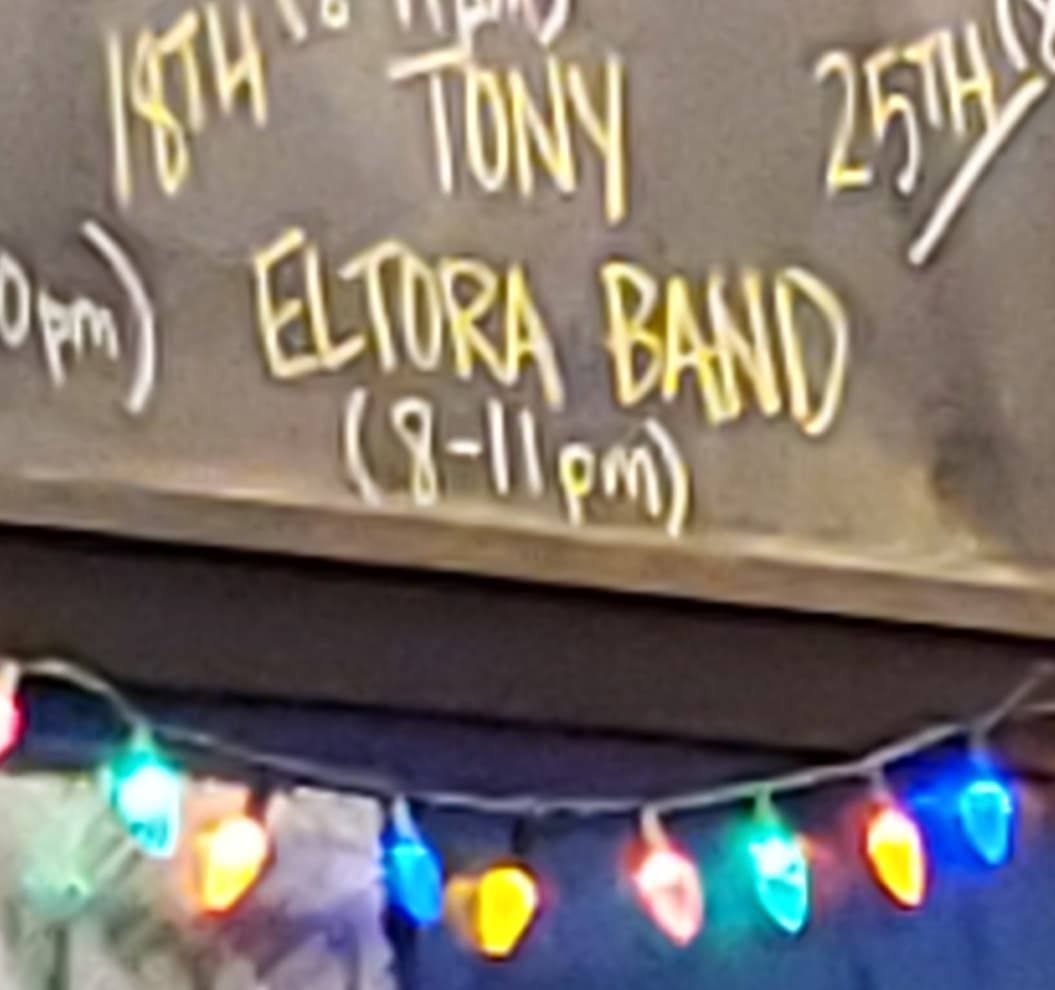 18TH TONY
25TH
pm)
ELTORA BAND
(8-11pm)